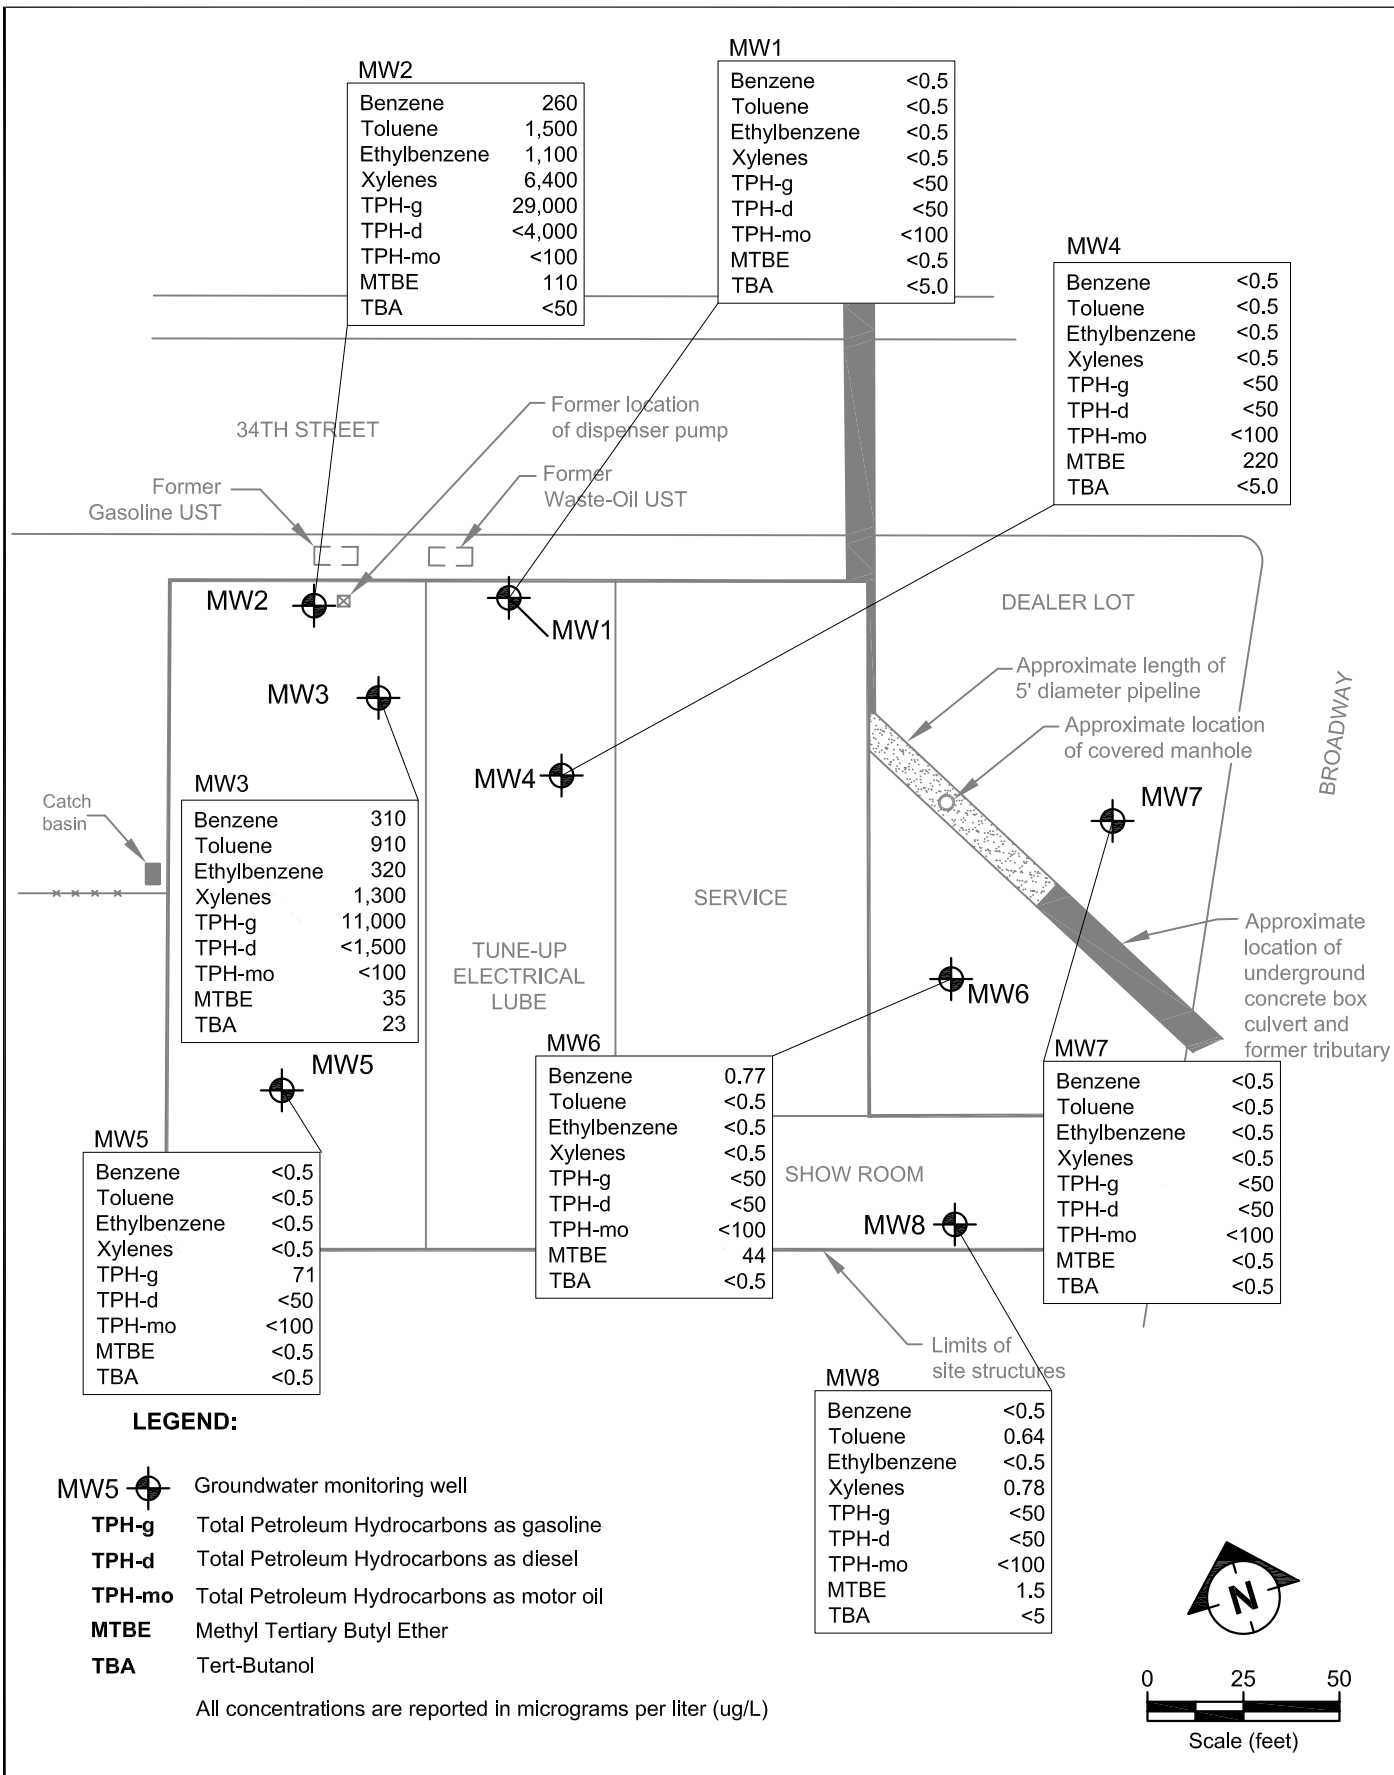 MW2
Benzene 260
Toluene 1,500
Ethylbenzene 1,100
Xylenes 6,400
TPH-g 29,000
TPH-d <4,000
TPH-mo <100
MTBE 110
TBA <50
MW1
Benzene <0.5
Toluene <0.5
Ethylbenzene <0.5
Xylenes <0.5
TPH-g <50
TPH-d <50
TPH-mo <100
MTBE <0.5
TBA <5.0
MW4
Benzene <0.5
Toluene <0.5
Ethylbenzene <0.5
Xylenes <0.5
TPH-g <50
TPH-d <50
TPH-mo <100
MTBE 220
TBA <5.0
34TH STREET
Former location
of dispenser pump
Former
Gasoline UST
Former
Waste-Oil UST
MW2
MW1
DEALER LOT
MW3
Approximate length of
5' diameter pipeline
Approximate location
of covered manhole
BROADWAY
MW4
MW7
Catch
basin
MW3
Benzene 310
Toluene 910
Ethylbenzene 320
Xylenes 1,300
TPH-g 11,000
TPH-d <1,500
TPH-mo <100
MTBE 35
TBA 23
SERVICE
TUNE-UP
ELECTRICAL
LUBE
Approximate
location of
underground
concrete box
culvert and
former tributary
MW6
MW5
MW6
Benzene 0.77
Toluene <0.5
Ethylbenzene <0.5
Xylenes <0.5
TPH-g <50
TPH-d <50
TPH-mo <100
MTBE 44
TBA <0.5
MW7
Benzene <0.5
Toluene <0.5
Ethylbenzene <0.5
Xylenes <0.5
TPH-g <50
TPH-d <50
TPH-mo <100
MTBE <0.5
TBA <0.5
MW5
Benzene <0.5
Toluene <0.5
Ethylbenzene <0.5
Xylenes <0.5
TPH-g 71
TPH-d <50
TPH-mo <100
MTBE <0.5
TBA <0.5
SHOW ROOM
MW8
Limits of
site structures
MW8
Benzene <0.5
Toluene 0.64
Ethylbenzene <0.5
Xylenes 0.78
TPH-g <50
TPH-d <50
TPH-mo <100
MTBE 1.5
TBA <5
LEGEND:
MW5 Groundwater monitoring well
TPH-g Total Petroleum Hydrocarbons as gasoline
TPH-d Total Petroleum Hydrocarbons as diesel
TPH-mo Total Petroleum Hydrocarbons as motor oil
MTBE Methyl Tertiary Butyl Ether
TBA Tert-Butanol
All concentrations are reported in micrograms per liter (ug/L)
N
0 25 50
Scale (feet)